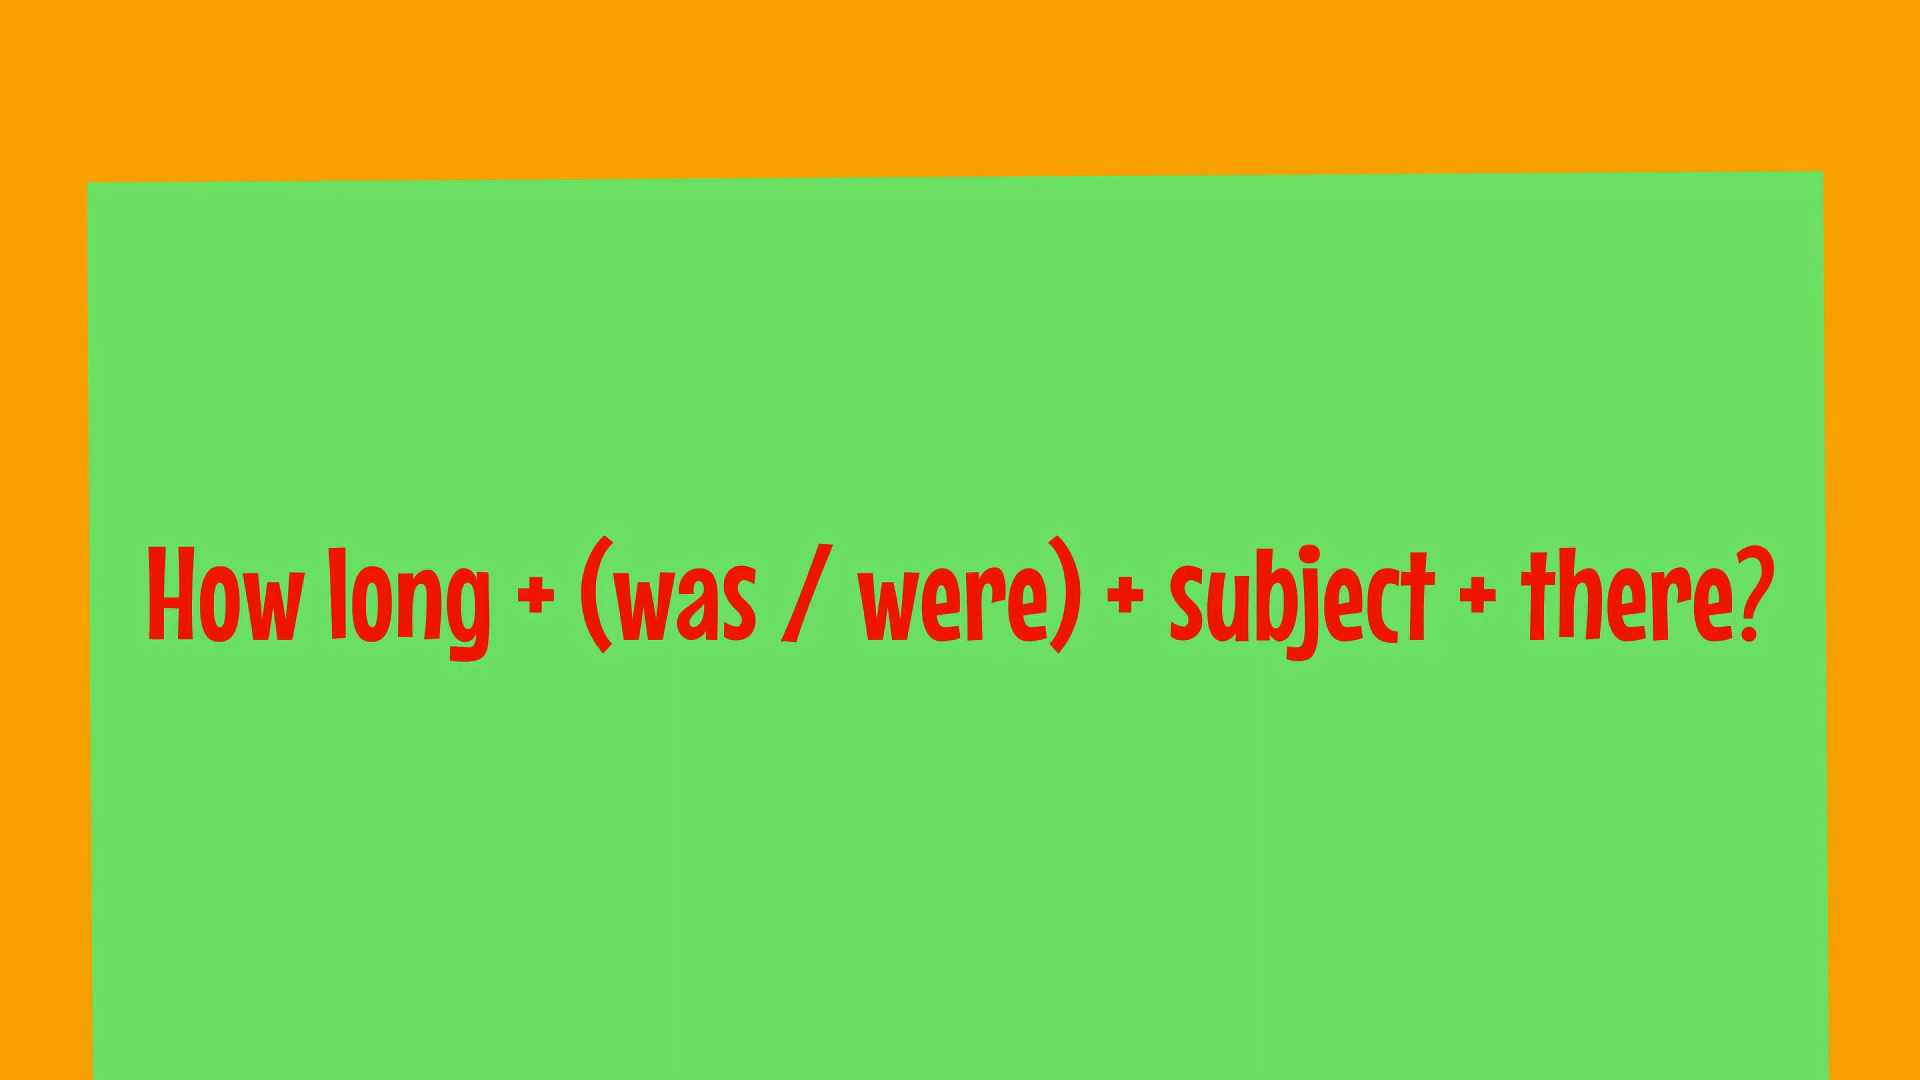 How long + (was / were) + subject + there?